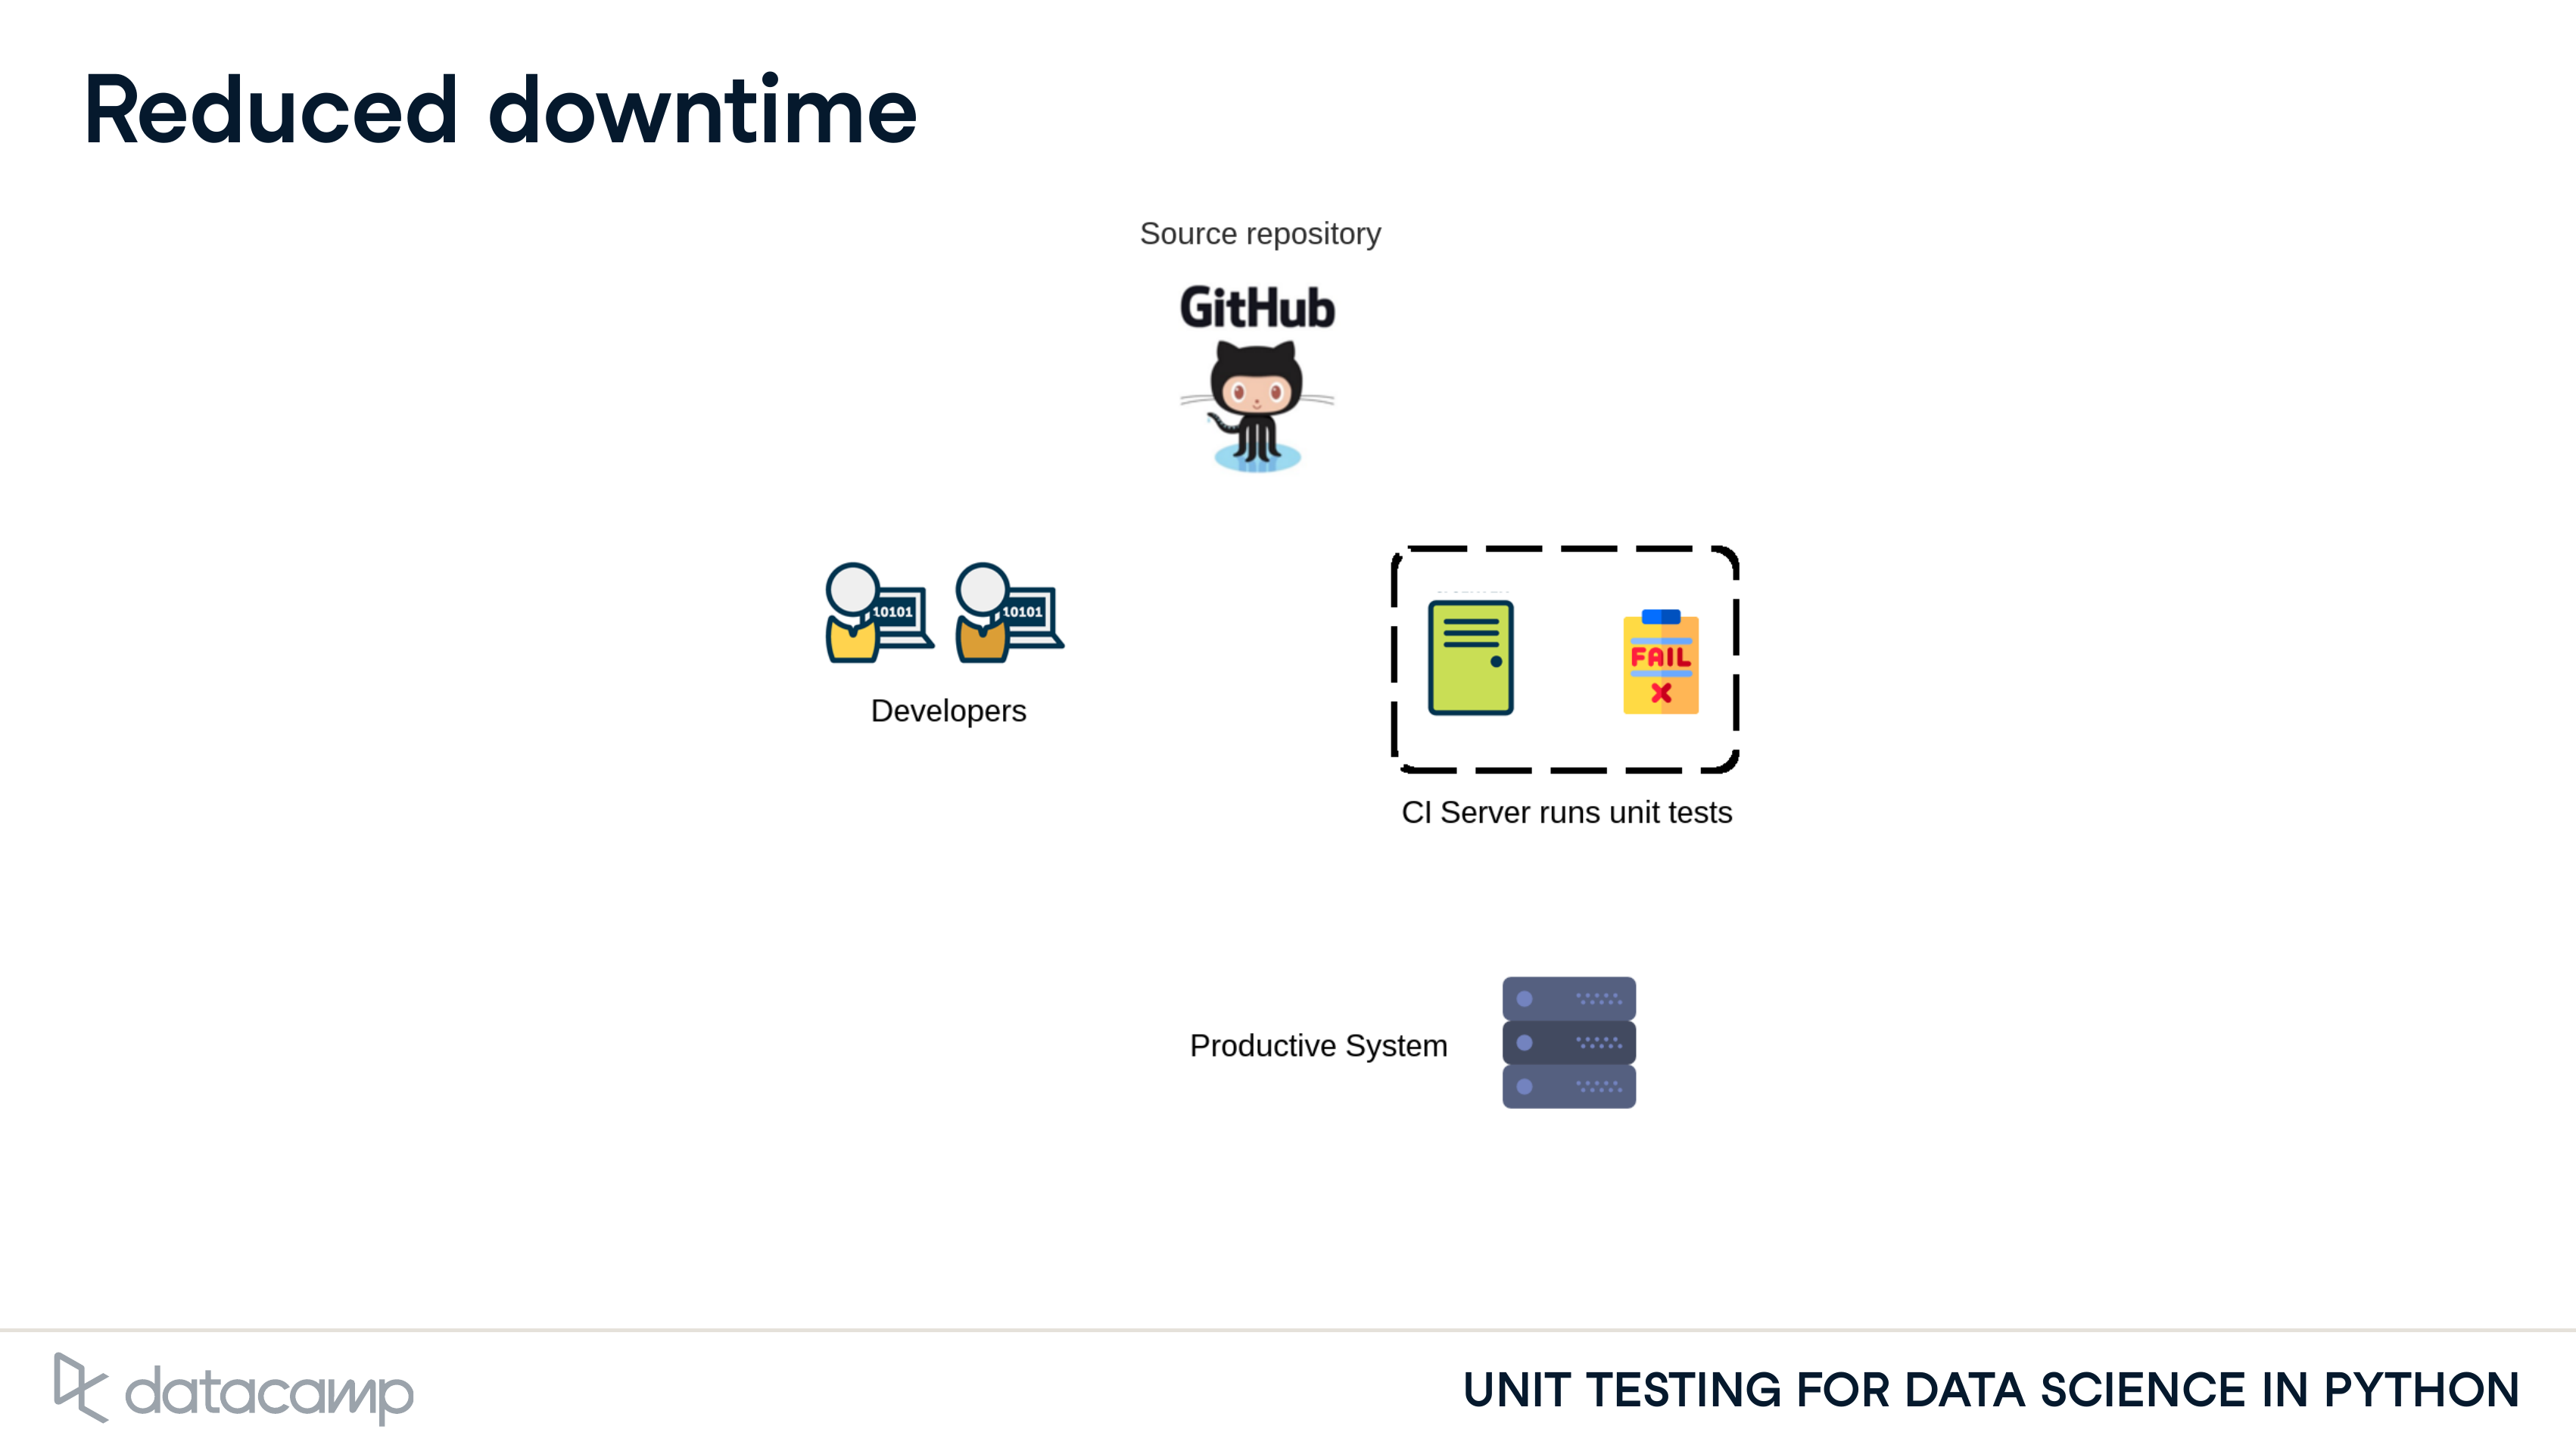 Reduced downtime
Source repository
GitHub
10101
10101
Developers
FAIL
CI Server runs unit tests
Productive System
datacamp
UNIT TESTING FOR DATA SCIENCE IN PYTHON